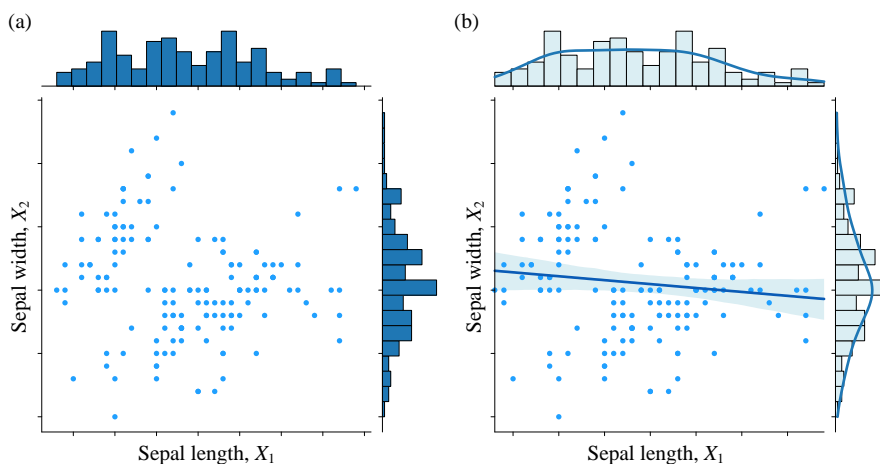 (a)
(b)
Sepal width, X₂
Sepal length, X₁
Sepal width, X₂
Sepal length, X₁